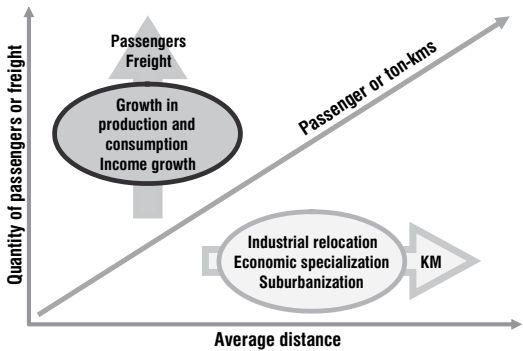 Passengers
Freight
Growth in
production and
consumption
Income growth
Passenger or ton-kms
Quantity of passengers or freight
Industrial relocation
Economic specialization
Suburbanization
KM
Average distance